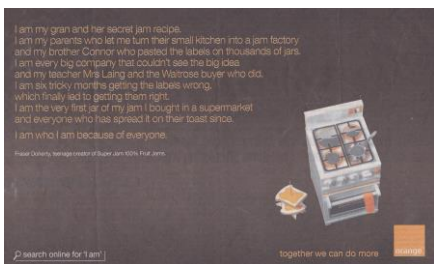 I am my gran and her secret jam recipe.
I am my parents who let me turn their small kitchen into a jam factory
and my brother Connor who pasted the labels on thousands of jars.
I am every big company that couldn't see the big idea
and my teacher Mrs Laing and the Waitrose buyer who did.
I am six tricky months getting the labels wrong,
which finally led to getting them right.
I am the very first jar of my jam I bought in a supermarket
and everyone who has spread it on their toast since.
I am who I am because of everyone.
Fraser Doherty, teenage creator of Super Jam 100% Fruit Jams.
search online for 'I am'
together we can do more
orange